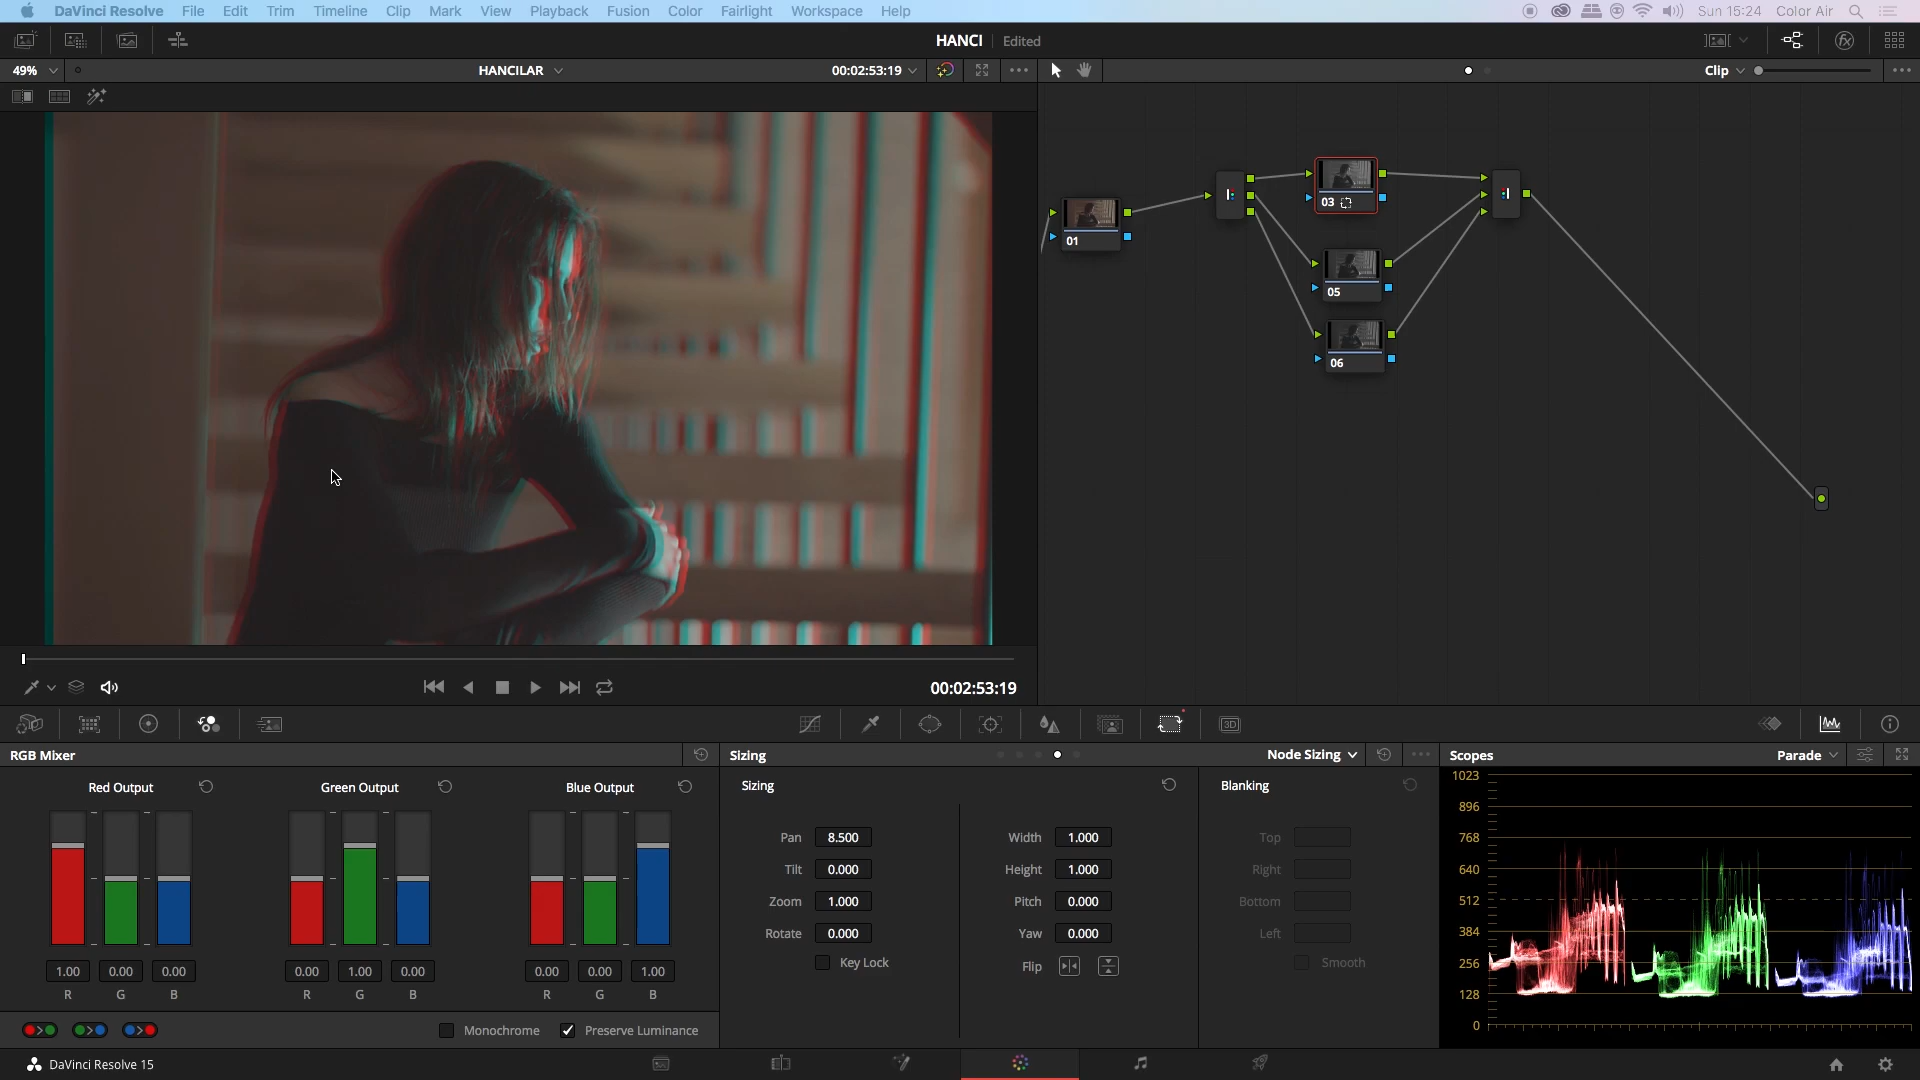 DaVinci Resolve File Edit Trim Timeline Clip Mark View Playback Fusion Color Fairlight Workspace Help Sun 15:24 Color Air
HANCI Edited
49% HANCILAR 00:02:53:19 Clip
01
03
05
06
00:02:53:19
3D
RGB Mixer Sizing Node Sizing Scopes Parade
Red Output Green Output Blue Output Sizing Blanking
Pan 8.500 Width 1.000 Top
Tilt 0.000 Height 1.000 Right
Zoom 1.000 Pitch 0.000 Bottom
Rotate 0.000 Yaw 0.000 Left
Key Lock Flip Smooth
1.00 0.00 0.00 0.00 1.00 0.00 0.00 0.00 1.00
R G B R G B R G B
Monochrome Preserve Luminance
1023
896
768
640
512
384
256
128
0
DaVinci Resolve 15